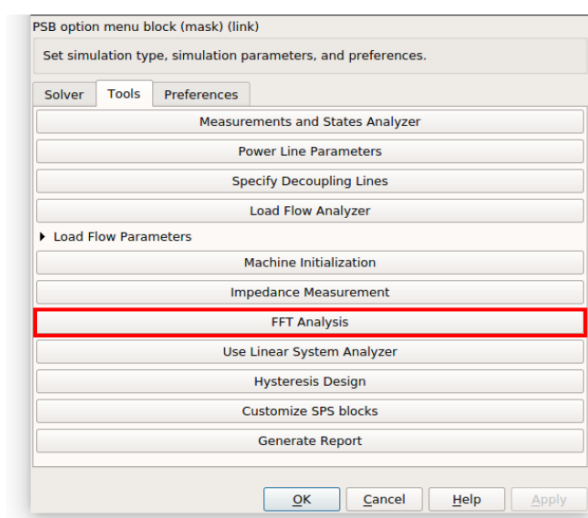 PSB option menu block (mask) (link)
Set simulation type, simulation parameters, and preferences.
Solver Tools Preferences
Measurements and States Analyzer
Power Line Parameters
Specify Decoupling Lines
Load Flow Analyzer
Load Flow Parameters
Machine Initialization
Impedance Measurement
FFT Analysis
Use Linear System Analyzer
Hysteresis Design
Customize SPS blocks
Generate Report
OK Cancel Help Apply